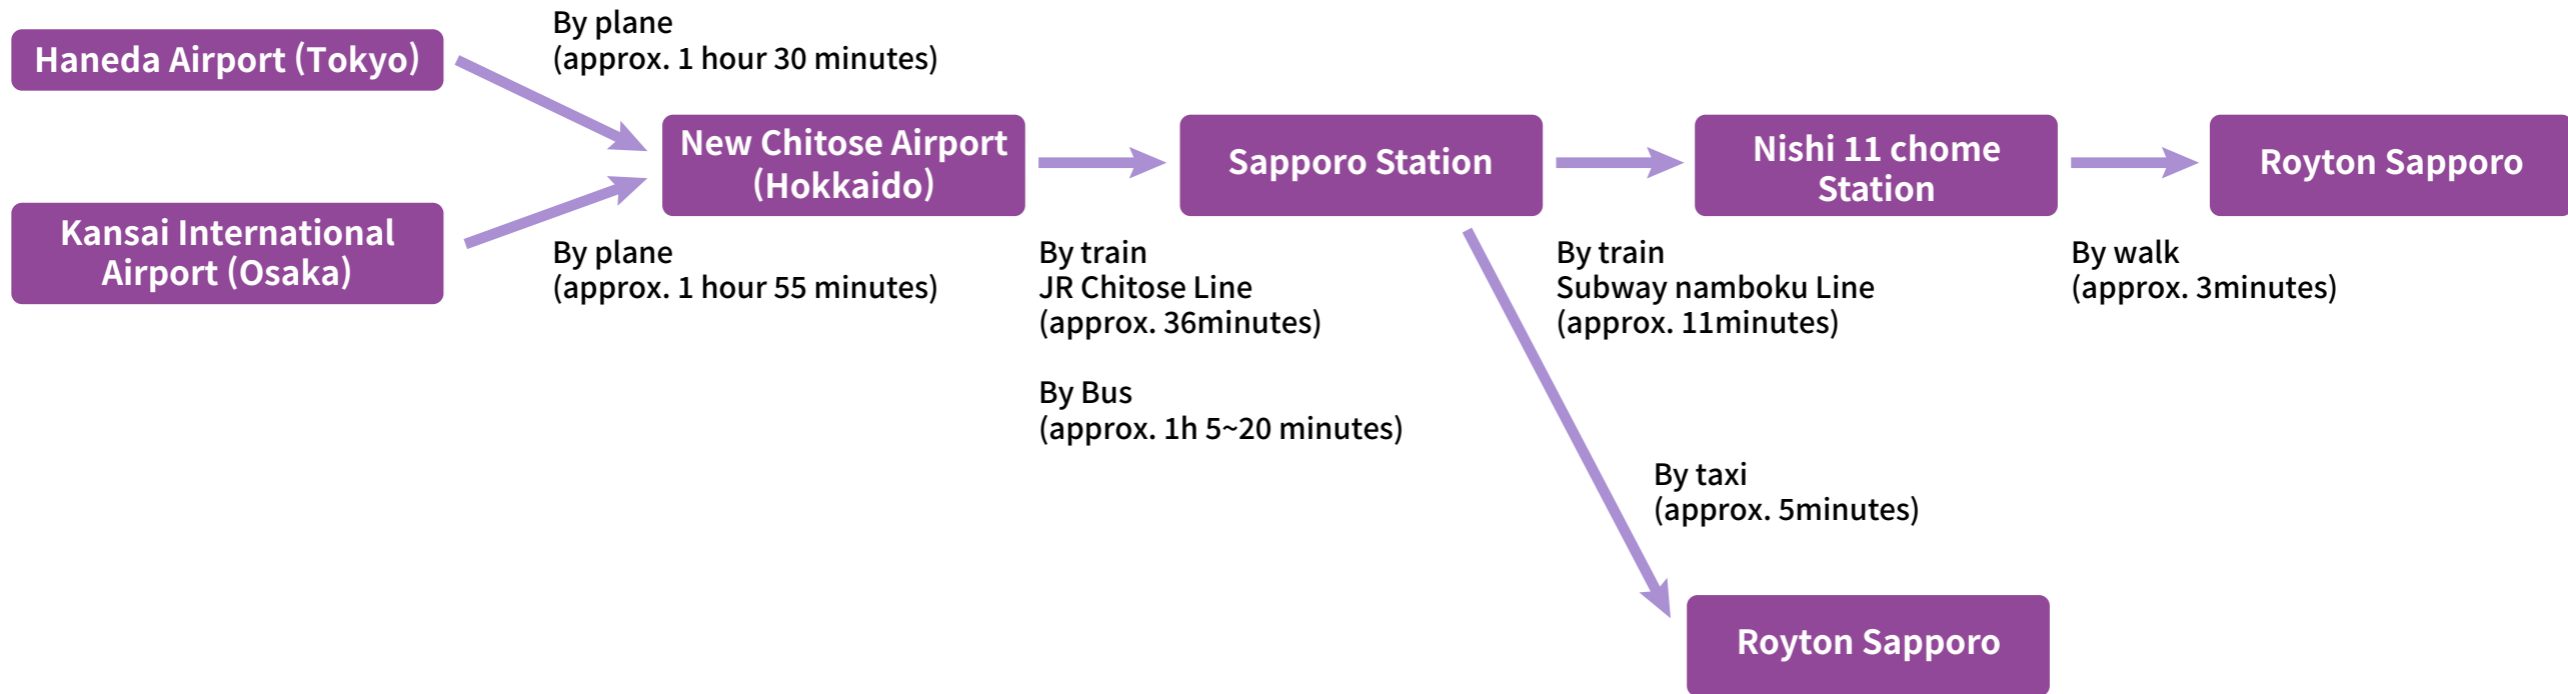 By plane
(approx. 1 hour 30 minutes)
Haneda Airport (Tokyo)
Kansai International
Airport (Osaka)
By plane
(approx. 1 hour 55 minutes)
New Chitose Airport
(Hokkaido)
By train
JR Chitose Line
(approx. 36minutes)
By Bus
(approx. 1h 5~20 minutes)
Sapporo Station
By train
Subway namboku Line
(approx. 11minutes)
Nishi 11 chome
Station
By walk
(approx. 3minutes)
Royton Sapporo
By taxi
(approx. 5minutes)
Royton Sapporo